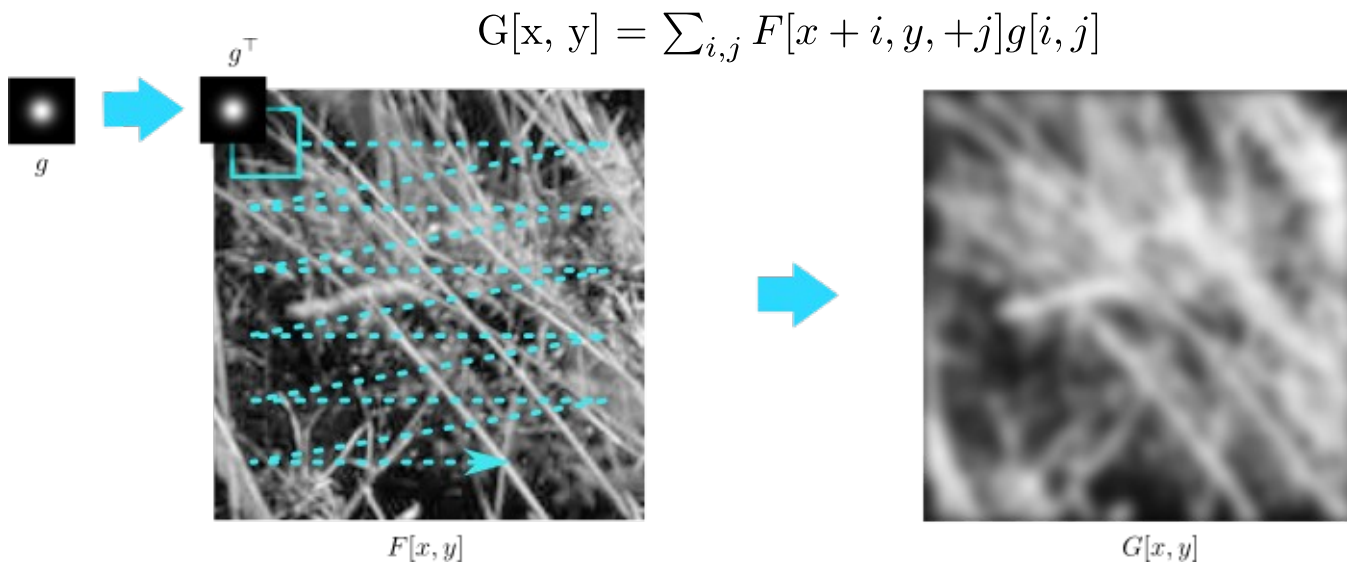 G[x, y] = ∑_{i,j} F[x + i, y, +j]g[i, j]
g^⊤
g
F[x, y]
G[x, y]